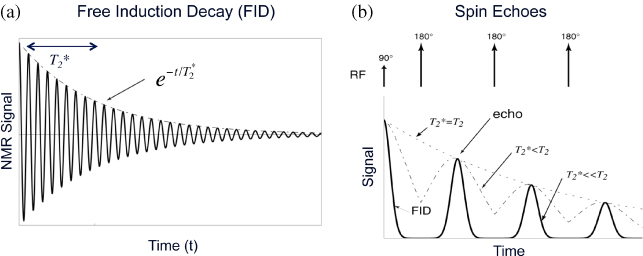 (a) Free Induction Decay (FID)
T₂*
e^{-t/T₂*}
NMR Signal
Time (t)
(b) Spin Echoes
180° 180° 180°
90°
RF
T₂*=T₂
echo
T₂*<T₂
T₂*<<T₂
FID
Signal
Time